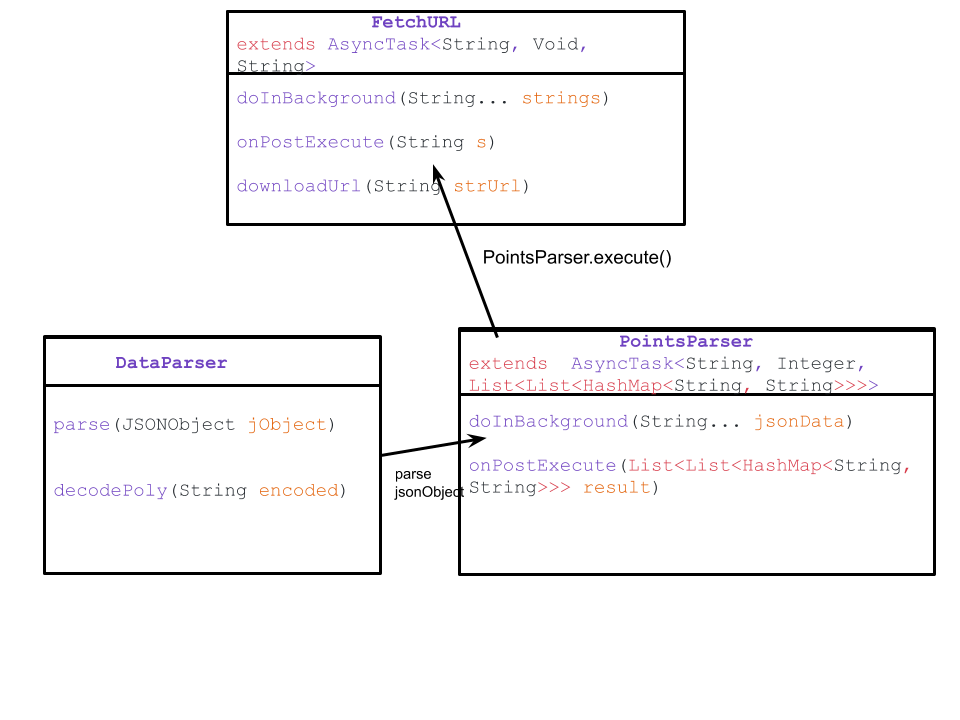 FetchURL
extends AsyncTask<String, Void,
String>
doInBackground(String... strings)
onPostExecute(String s)
downloadUrl(String strUrl)
PointsParser.execute()
DataParser
parse(JSONObject jObject)
decodePoly(String encoded)
parse
jsonObject
PointsParser
extends  AsyncTask<String, Integer,
List<List<HashMap<String, String>>>>
doInBackground(String... jsonData)
onPostExecute(List<List<HashMap<String,
String>>> result)